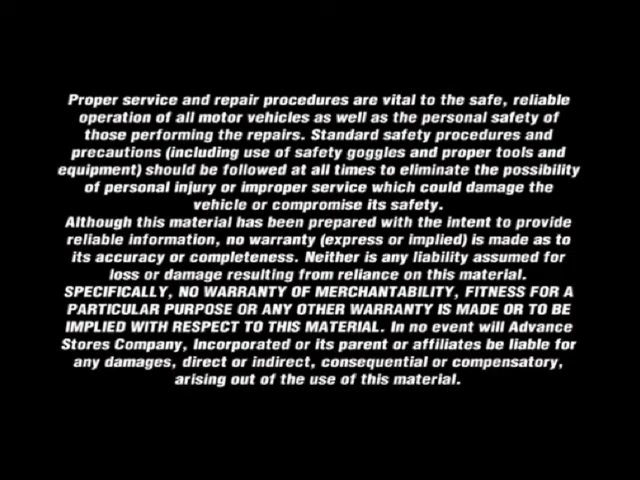 Proper service and repair procedures are vital to the safe, reliable
operation of all motor vehicles as well as the personal safety of
those performing the repairs. Standard safety procedures and
precautions (including use of safety goggles and proper tools and
equipment) should be followed at all times to eliminate the possibility
of personal injury or improper service which could damage the
vehicle or compromise its safety.
Although this material has been prepared with the intent to provide
reliable information, no warranty (express or implied) is made as to
its accuracy or completeness. Neither is any liability assumed for
loss or damage resulting from reliance on this material.
SPECIFICALLY, NO WARRANTY OF MERCHANTABILITY, FITNESS FOR A
PARTICULAR PURPOSE OR ANY OTHER WARRANTY IS MADE OR TO BE
IMPLIED WITH RESPECT TO THIS MATERIAL. In no event will Advance
Stores Company, Incorporated or its parent or affiliates be liable for
any damages, direct or indirect, consequential or compensatory,
arising out of the use of this material.